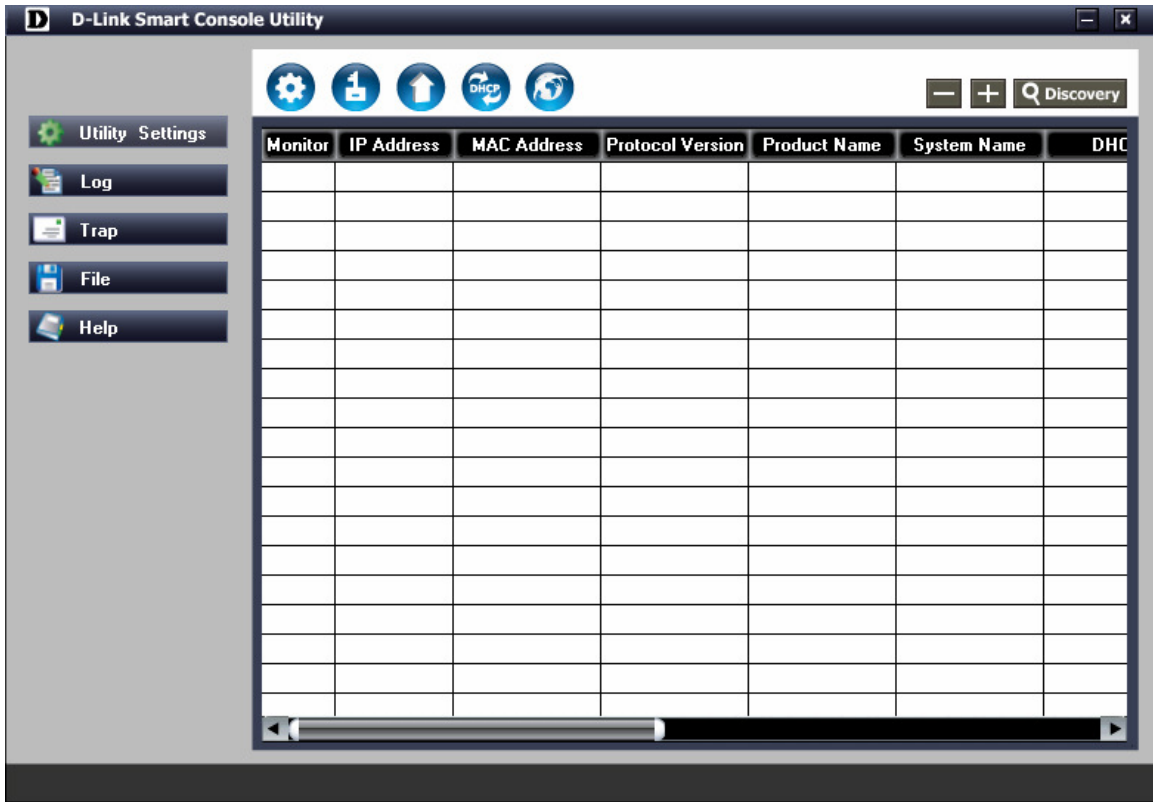 D D-Link Smart Console Utility
DHCP
Discovery
Utility Settings
Log
Trap
File
Help
Monitor IP Address MAC Address Protocol Version Product Name System Name DHC